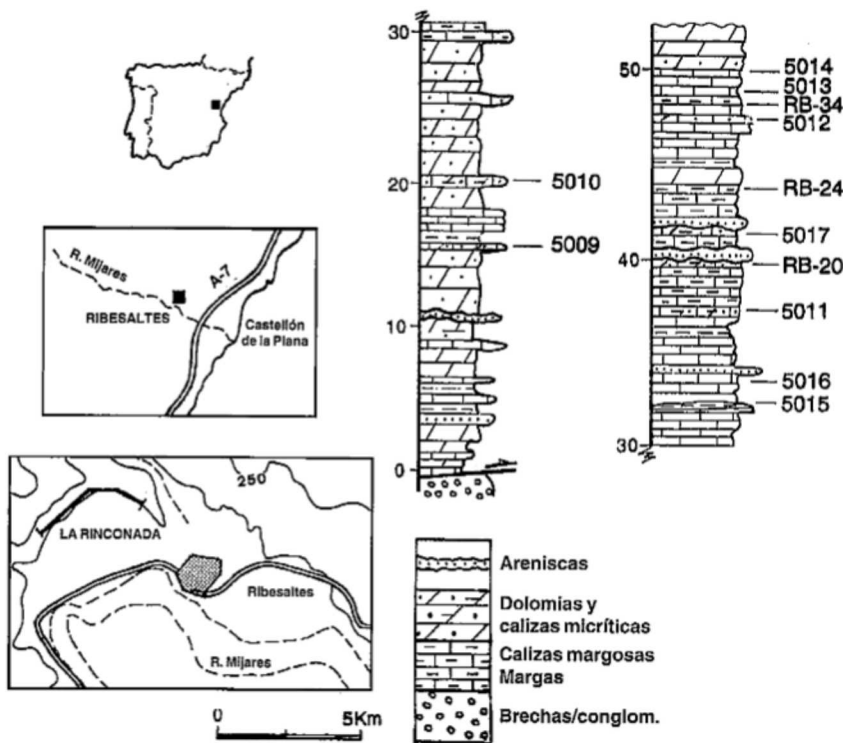 R. Mijares
A-7
RIBESALTES
Castellón
de la Plana
250
LA RINCONADA
Ribesaltes
R. Mijares
0 5Km
30
20
10
0
5010
5009
50
40
30
5014
5013
RB-34
5012
RB-24
5017
RB-20
5011
5016
5015
Areniscas
Dolomias y
calizas micríticas
Calizas margosas
Margas
Brechas/conglom.